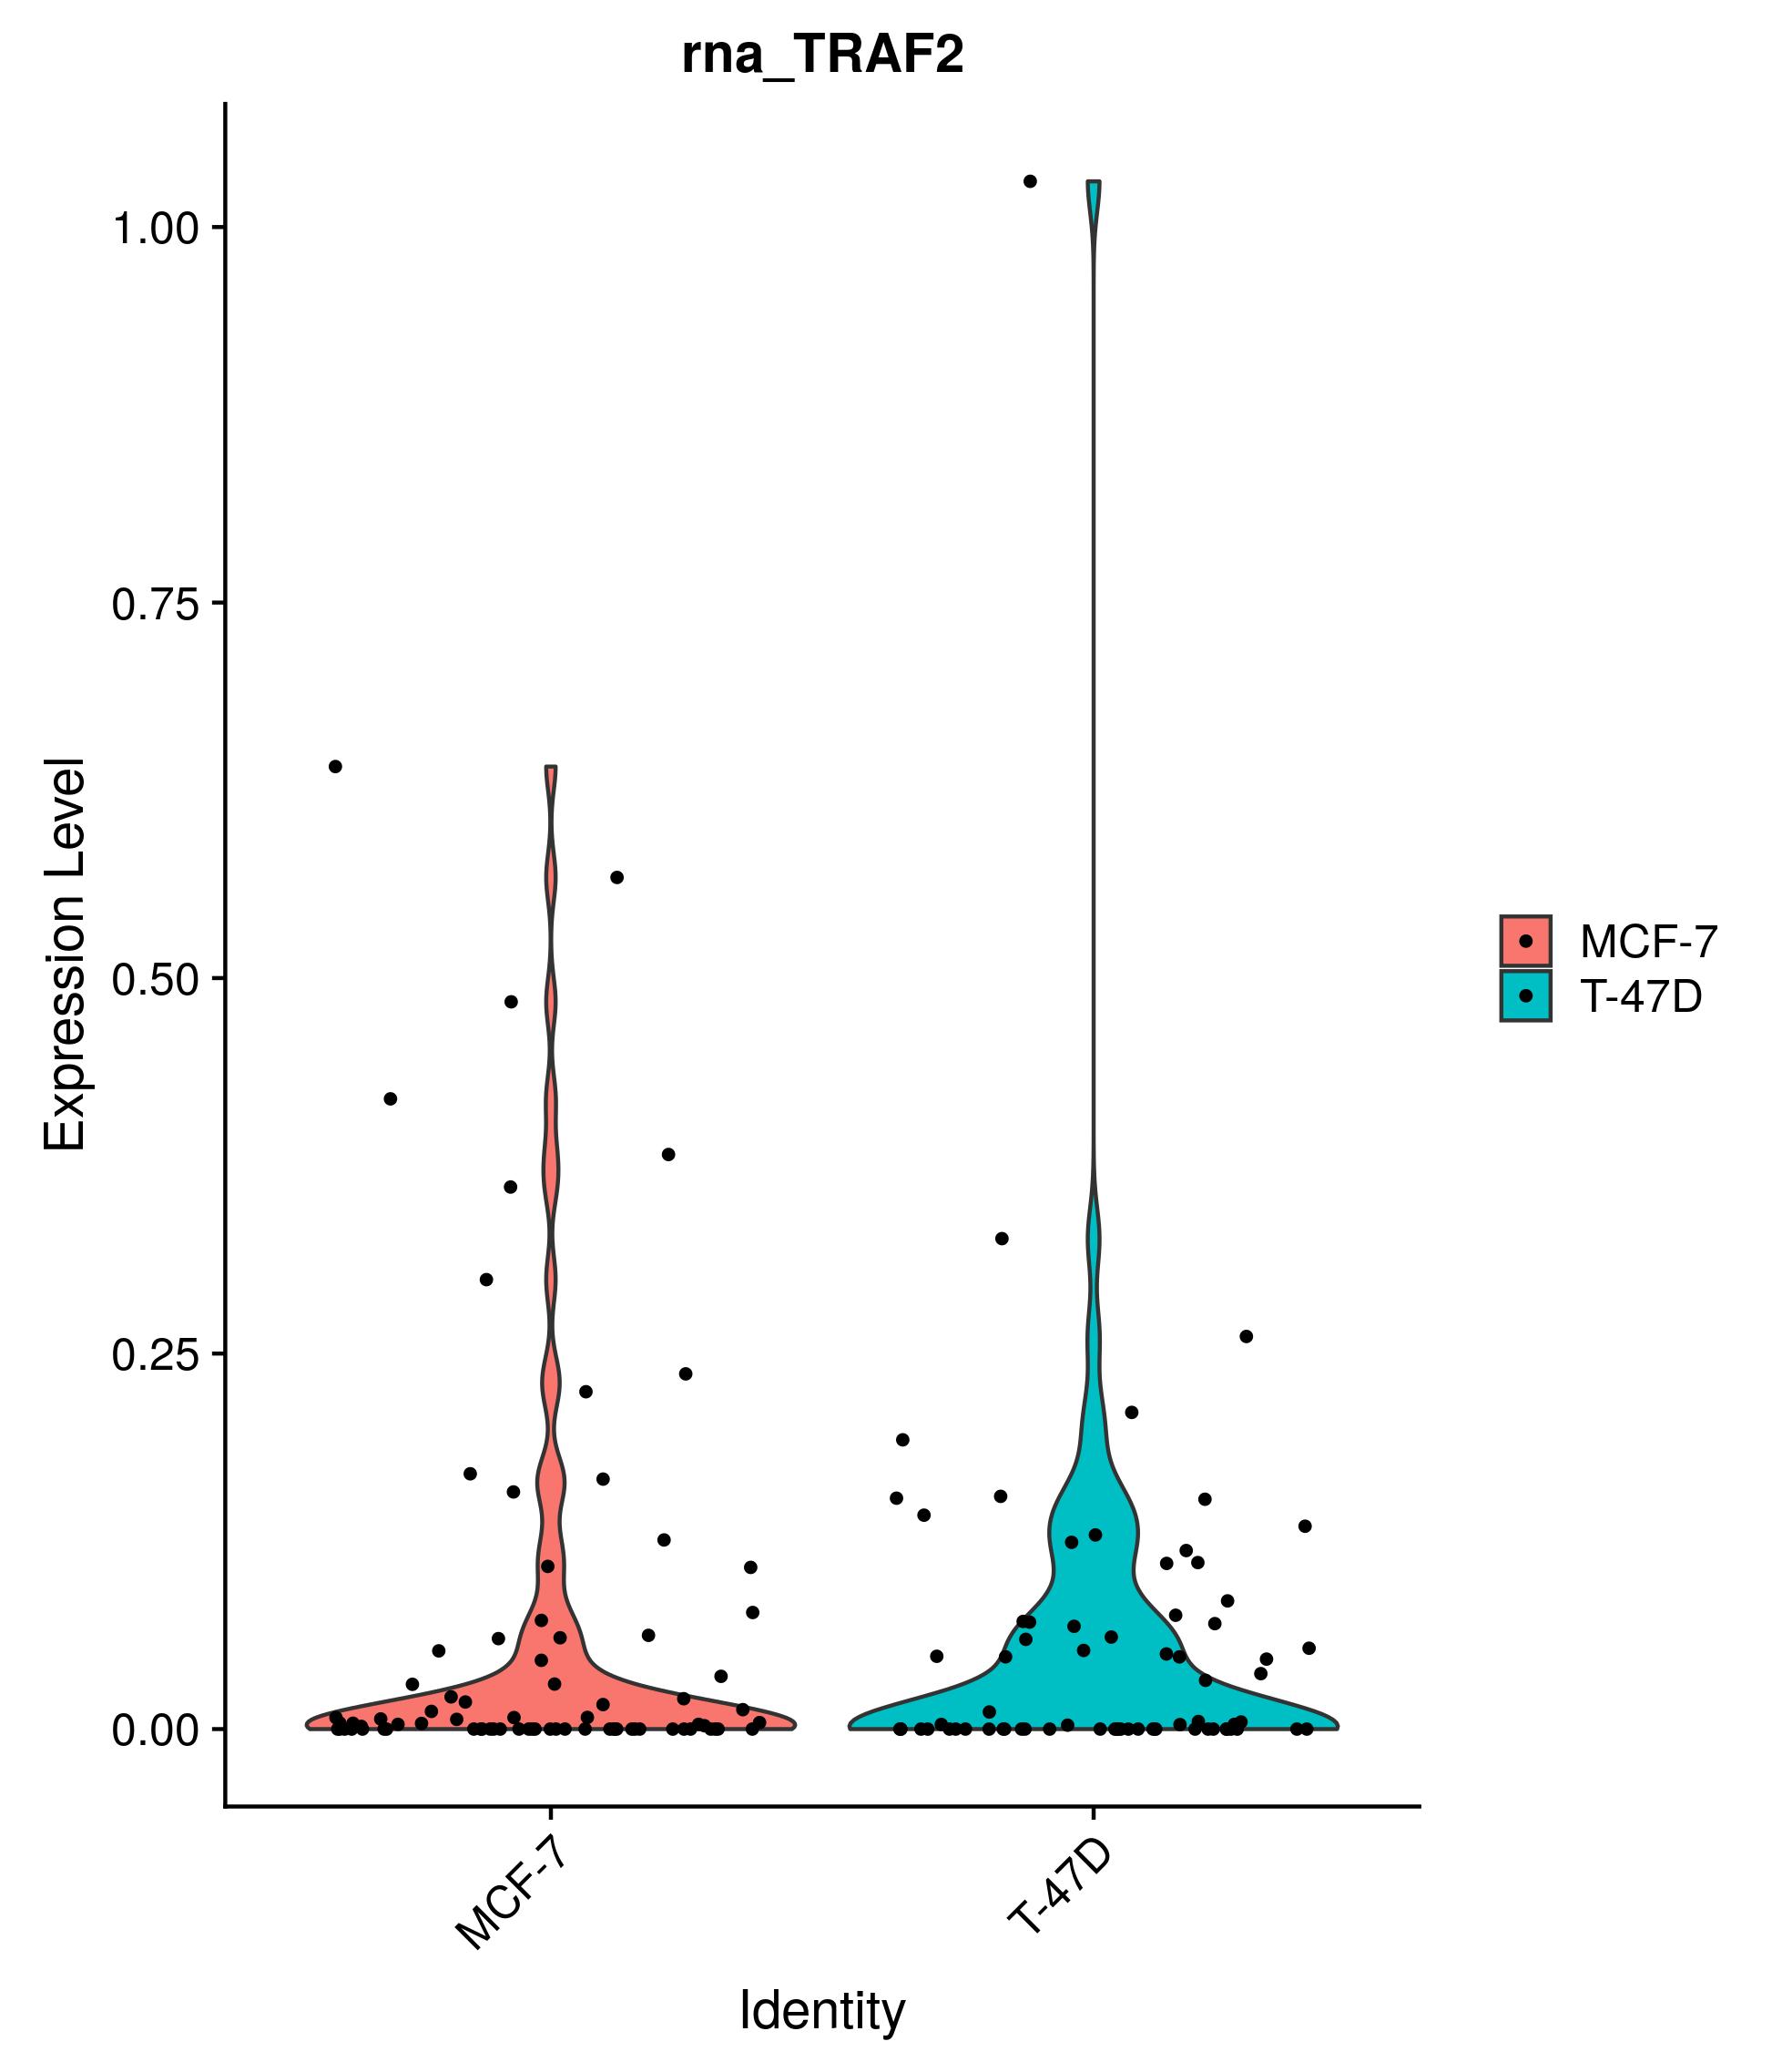 rna_TRAF2
Expression Level
1.00
0.75
0.50
0.25
0.00
MCF-7
T-47D
Identity
MCF-7
T-47D